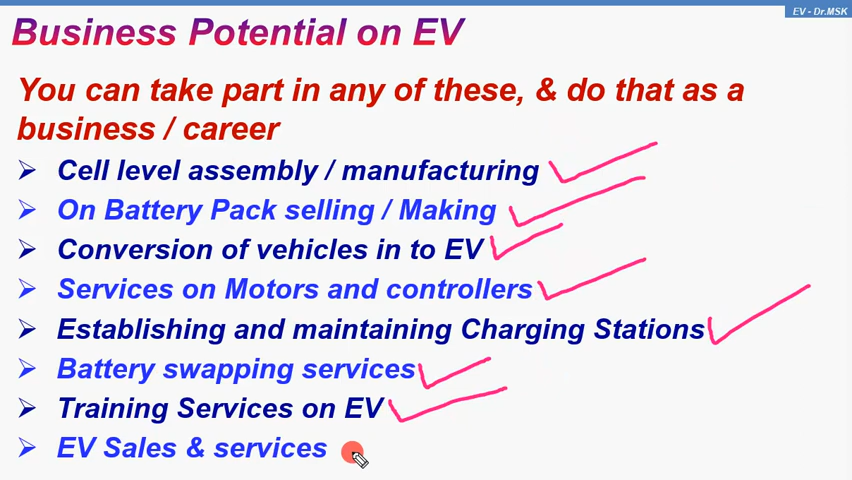 EV - Dr.MSK
Business Potential on EV
You can take part in any of these, & do that as a
business / career
Cell level assembly / manufacturing
On Battery Pack selling / Making
Conversion of vehicles in to EV
Services on Motors and controllers
Establishing and maintaining Charging Stations
Battery swapping services
Training Services on EV
EV Sales & services